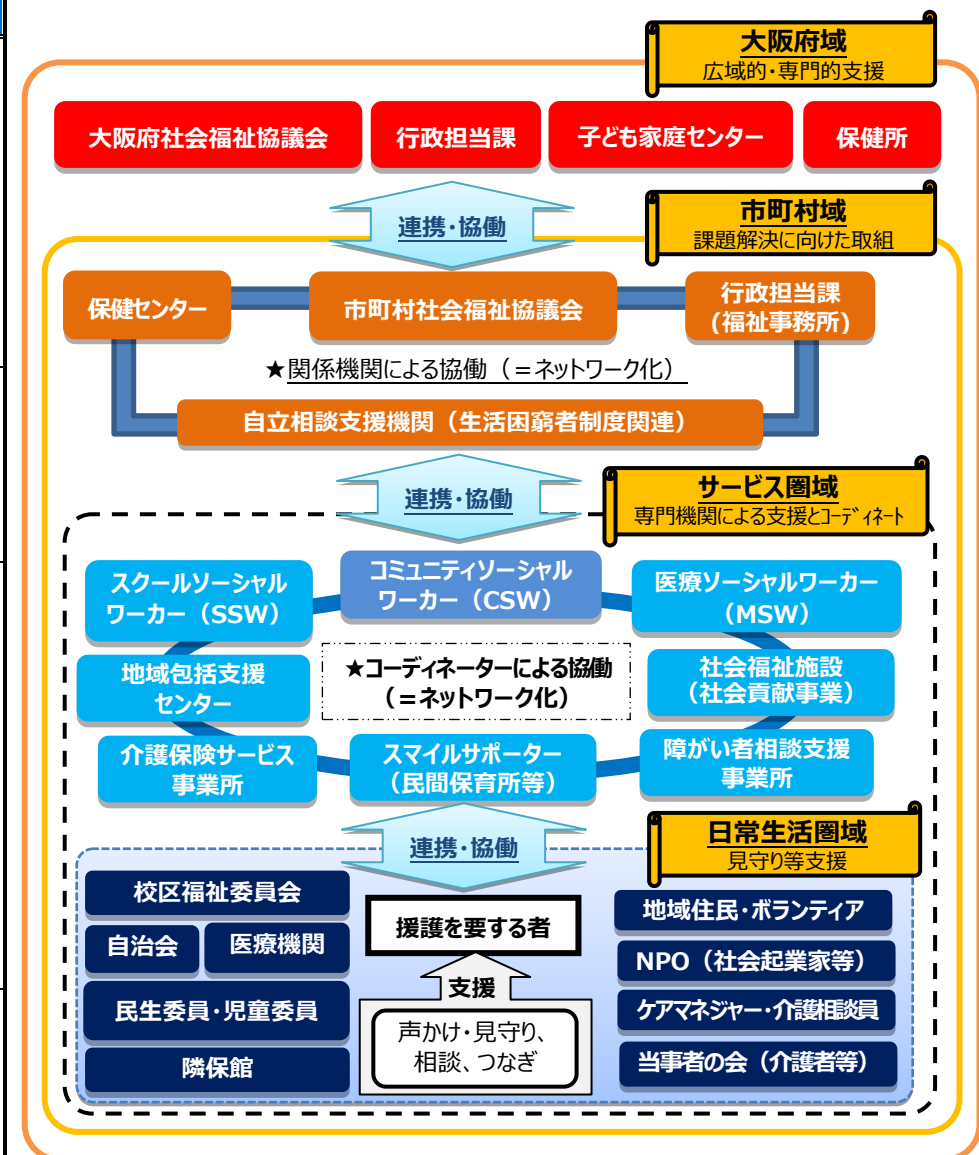 大阪府域
広域的・専門的支援
大阪府社会福祉協議会
行政担当課
子ども家庭センター
保健所
連携・協働
市町村域
課題解決に向けた取組
保健センター
市町村社会福祉協議会
行政担当課
(福祉事務所)
★関係機関による協働（＝ネットワーク化）
自立相談支援機関（生活困窮者制度関連）
連携・協働
サービス圏域
専門機関による支援とｺｰﾃﾞｨﾈｰﾄ
スクールソーシャル
ワーカー（SSW）
コミュニティソーシャル
ワーカー（CSW）
医療ソーシャルワーカー
（MSW）
地域包括支援
センター
★コーディネーターによる協働
（＝ネットワーク化）
社会福祉施設
（社会貢献事業）
介護保険サービス
事業所
スマイルサポーター
（民間保育所等）
障がい者相談支援
事業所
連携・協働
日常生活圏域
見守り等支援
校区福祉委員会
自治会
医療機関
民生委員・児童委員
隣保館
援護を要する者
支援
声かけ・見守り、
相談、つなぎ
地域住民・ボランティア
NPO（社会起業家等）
ケアマネジャー・介護相談員
当事者の会（介護者等）